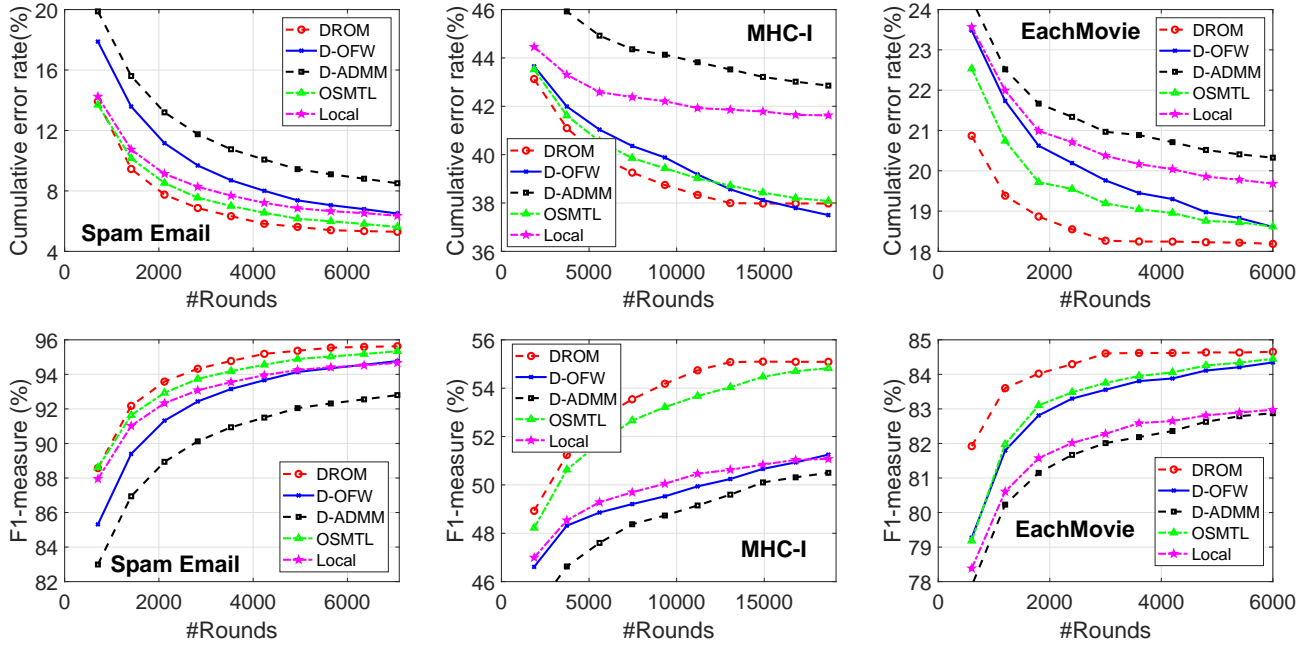 Cumulative error rate(%)
24
20
16
12
8
4
0
2000
4000
6000
#Rounds
Spam Email
DROM
D-OFW
D-ADMM
OSMTL
Local
Cumulative error rate(%)
46
44
42
40
38
36
0
5000
10000
15000
#Rounds
MHC-I
DROM
D-OFW
D-ADMM
OSMTL
Local
Cumulative error rate(%)
24
23
22
21
20
19
18
0
2000
4000
6000
#Rounds
EachMovie
DROM
D-OFW
D-ADMM
OSMTL
Local
F1-measure (%)
96
94
92
90
88
86
84
82
0
2000
4000
6000
#Rounds
Spam Email
DROM
D-OFW
D-ADMM
OSMTL
Local
F1-measure (%)
56
54
52
50
48
46
0
5000
10000
15000
#Rounds
MHC-I
DROM
D-OFW
D-ADMM
OSMTL
Local
F1-measure (%)
85
84
83
82
81
80
79
78
0
2000
4000
6000
#Rounds
EachMovie
DROM
D-OFW
D-ADMM
OSMTL
Local